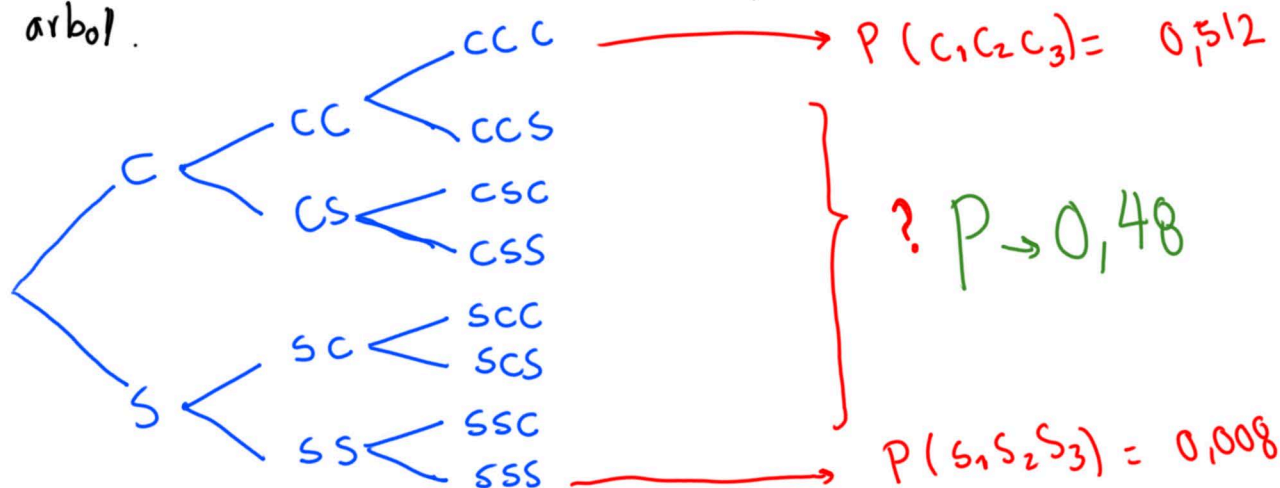 arbol.
CCC → P(C₁C₂C₃) = 0,512
CC
CCS
C
CSC
CS
CSS
? P → 0,48
SCC
SC
SCS
S
SSC
SS
SSS → P(S₁S₂S₃) = 0,008